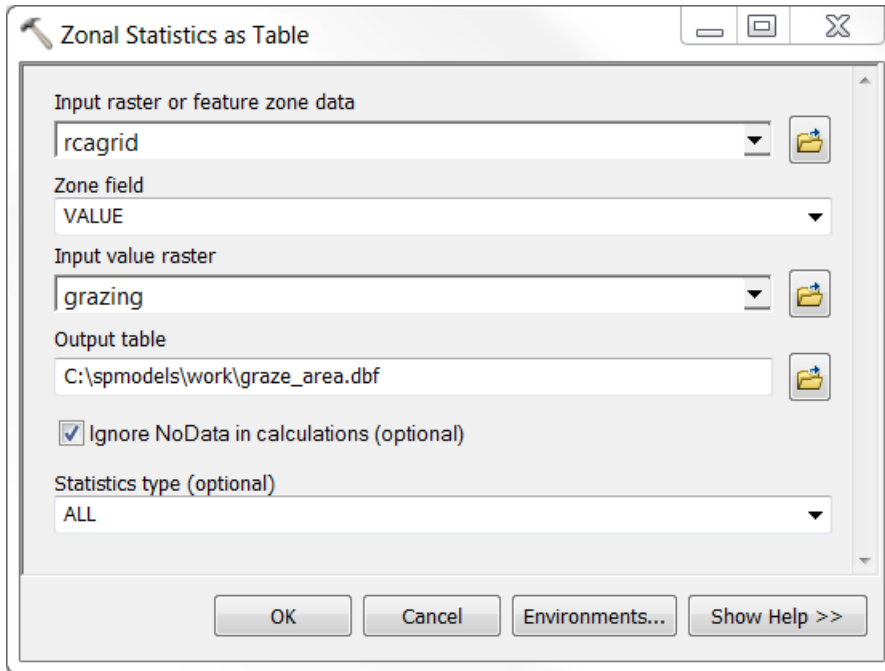 Zonal Statistics as Table
Input raster or feature zone data
rcagrid
Zone field
VALUE
Input value raster
grazing
Output table
C:\spmodels\work\graze_area.dbf
Ignore NoData in calculations (optional)
Statistics type (optional)
ALL
OK Cancel Environments... Show Help >>